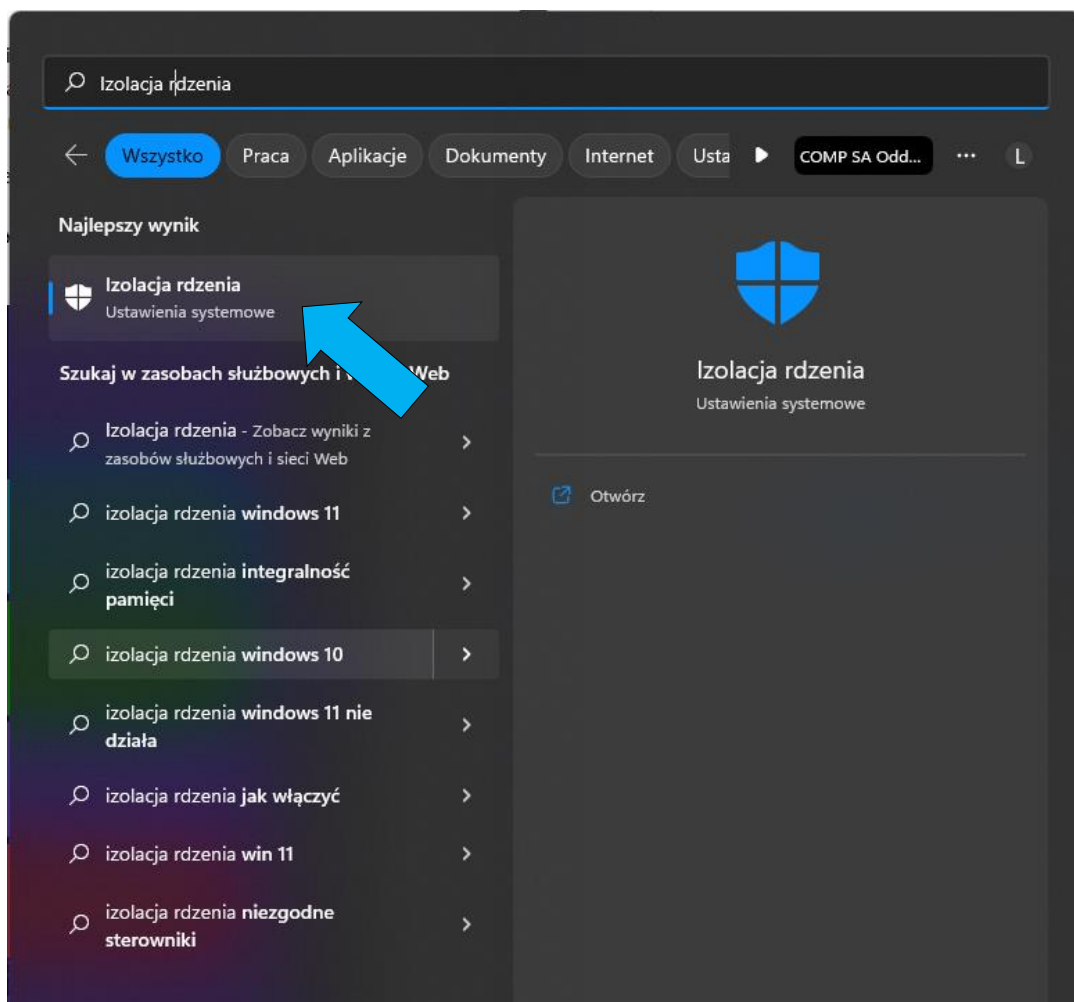 Izolacja rdzenia
Wszystko Praca Aplikacje Dokumenty Internet Usta COMP SA Odd... ... L
Najlepszy wynik
Izolacja rdzenia
Ustawienia systemowe
Szukaj w zasobach służbowych i Web
Izolacja rdzenia - Zobacz wyniki z
zasobów służbowych i sieci Web
izolacja rdzenia windows 11
izolacja rdzenia integralność
pamięci
izolacja rdzenia windows 10
izolacja rdzenia windows 11 nie
działa
izolacja rdzenia jak włączyć
izolacja rdzenia win 11
izolacja rdzenia niezgodne
sterowniki
Izolacja rdzenia
Ustawienia systemowe
Otwórz